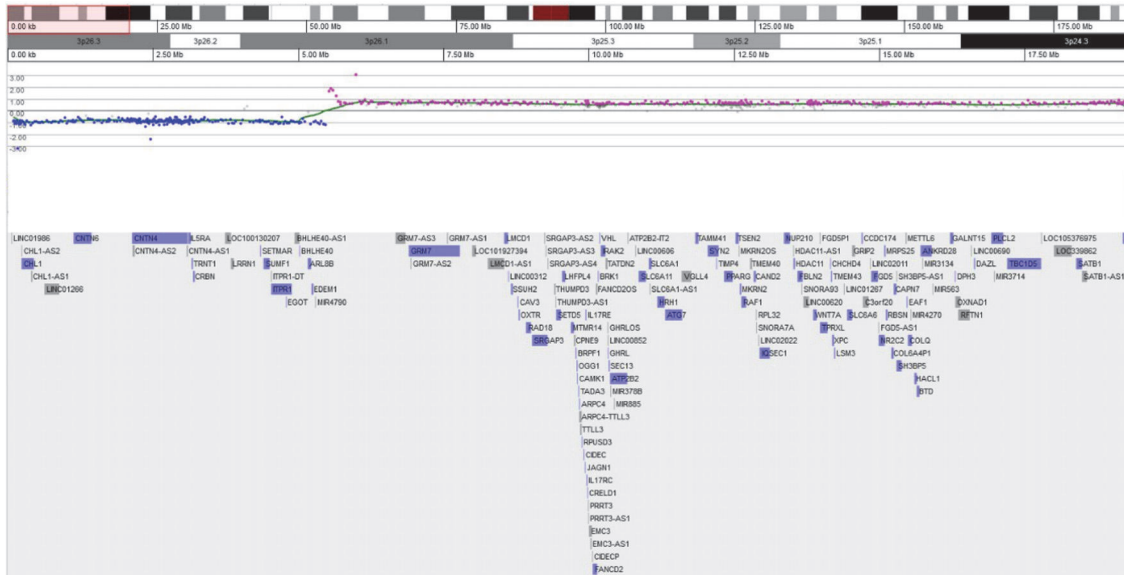 0.00 kb 25.00 Mb 50.00 Mb 75.00 Mb 100.00 Mb 125.00 Mb 150.00 Mb 175.00 Mb
3p26.3 3p26.2 3p26.1 3p25.3 3p25.2 3p25.1 3p24.3
0.00 kb 2.50 Mb 5.00 Mb 7.50 Mb 10.00 Mb 12.50 Mb 15.00 Mb 17.50 Mb
3.00
2.00
1.00
0.00
-1.00
-2.00
-3.00
LINC01986 CNTN6 CNTN4 IL5RA LOC100130207 BHLHE40-AS1 GRM7-AS3 GRM7-AS1 LMCD1 SRGAP3-AS2 VHL ATP2B2-IT2 TAMM41 TSEN2 NUP210 FGD5P1 CCDC174 METTL6 GALNT15 PLCL2 LOC105376975
CHL1-AS2 CNTN4-AS2 CNTN4-AS1 SETMAR BHLHE40 GRM7 LOC101927394 SRGAP3-AS3 IRAK2 LINC00606 SYN2 MKRN2OS HDAC11-AS1 GRIP2 MRPS25 ANKRD28 LINC00690 LOC339862
CHL1 TRNT1 LRRN1 SUMF1 ARL8B GRM7-AS2 LMCD1-AS1 SRGAP3-AS4 TATDN2 SLC6A1 TIMP4 TMEM40 HDAC11 LINC02011 MIR3134 DAZL TBC1D5 SATB1
CHL1-AS1 CRBN ITPR1-DT LINC00312 LHFPL4 BRK1 SLC6A11 VGLL4 PPARG CAND2 CHCHD4 FGD5 SH3BP5-AS1 DPH3 MIR3714 SATB1-AS1
LINC01266 ITPR1 EDEM1 SSUH2 THUMPD3 FANCD2OS SLC6A1-AS1 MKRN2 FBLN2 TMEM43 CAPN7 MIR563
EGOT MIR4790 CAV3 THUMPD3-AS1 HRH1 RAF1 SNORA93 LINC01267 C3orf20 EAF1 OXNAD1
OXTR SETD5 IL17RE ATG7 RPL32 LINC00620 WNT7A SLC6A6 RBSN MIR4270 RFTN1
RAD18 MTMR14 GHRLOS SNORA7A TPRXL FGD5-AS1
SRGAP3 CPNE9 LINC00852 LINC02022 XPC NR2C2 COLQ
BRPF1 GHRL IQSEC1 LSM3 COL6A4P1
OGG1 SEC13 SH3BP5
CAMK1 ATP2B2 HACL1
TADA3 MIR378B BTD
ARPC4 MIR885
ARPC4-TTLL3
TTLL3
RPUSD3
CIDEC
JAGN1
IL17RC
CRELD1
PRRT3
PRRT3-AS1
EMC3
EMC3-AS1
CIDECP
FANCD2